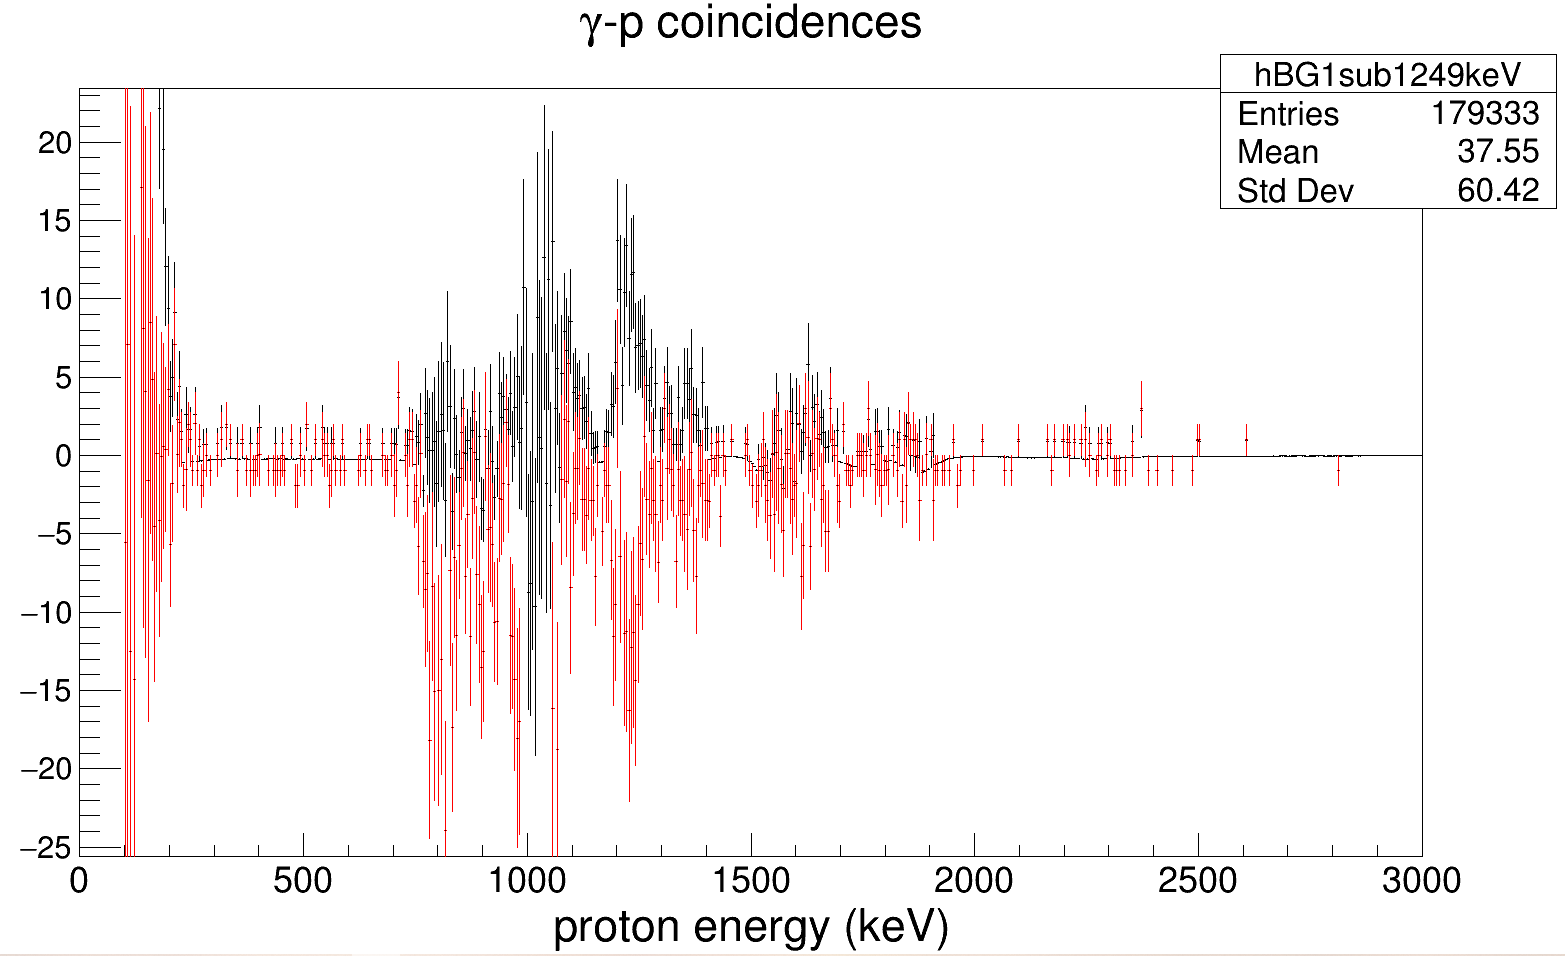 γ-p coincidences
hBG1sub1249keV
Entries 179333
Mean 37.55
Std Dev 60.42
20
15
10
5
0
−5
−10
−15
−20
−25
0 500 1000 1500 2000 2500 3000
proton energy (keV)